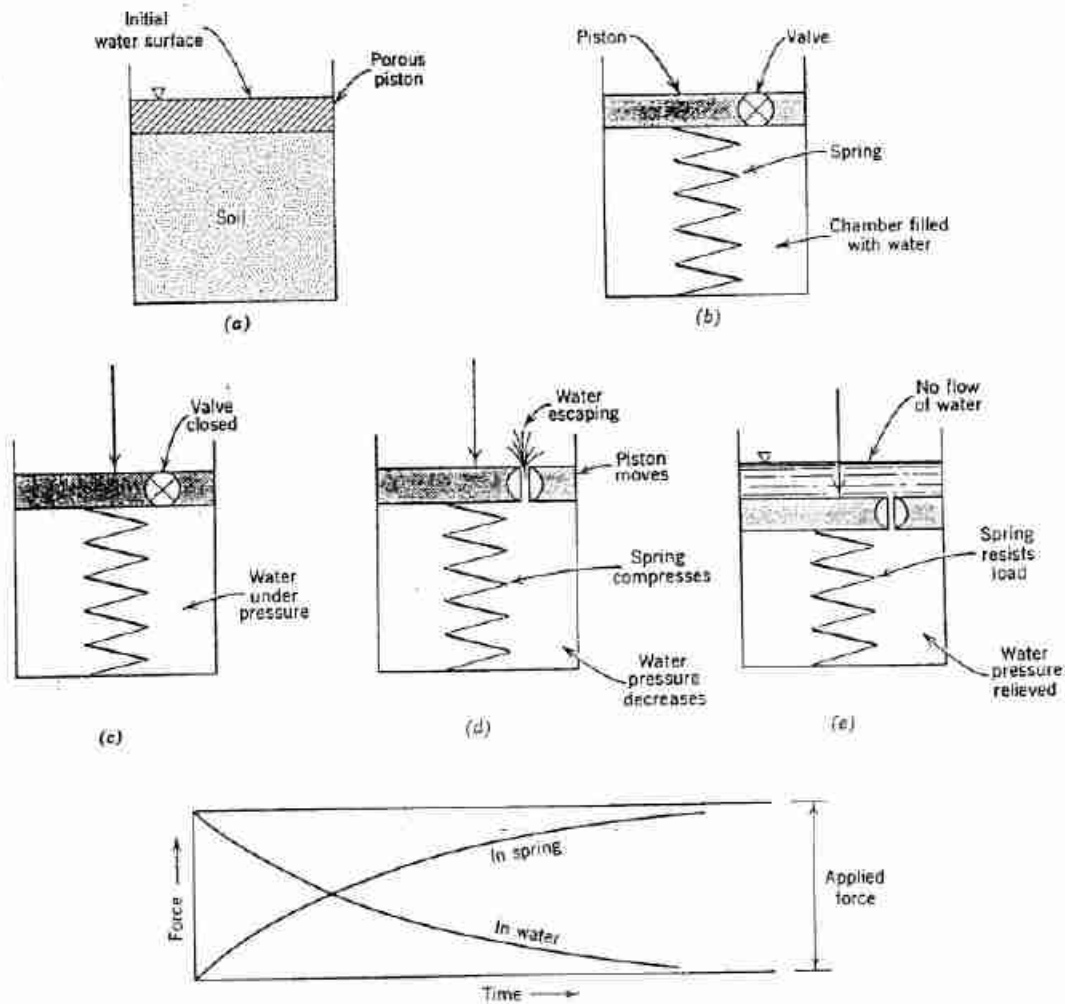 Initial
water surface
Porous
piston
Soil
(a)
Piston
Valve
Spring
Chamber filled
with water
(b)
Valve
closed
Water
under
pressure
(c)
Water
escaping
Piston
moves
Spring
compresses
Water
pressure
decreases
(d)
No flow
of water
Spring
resists
load
Water
pressure
relieved
(e)
Force
In spring
In water
Applied
force
Time